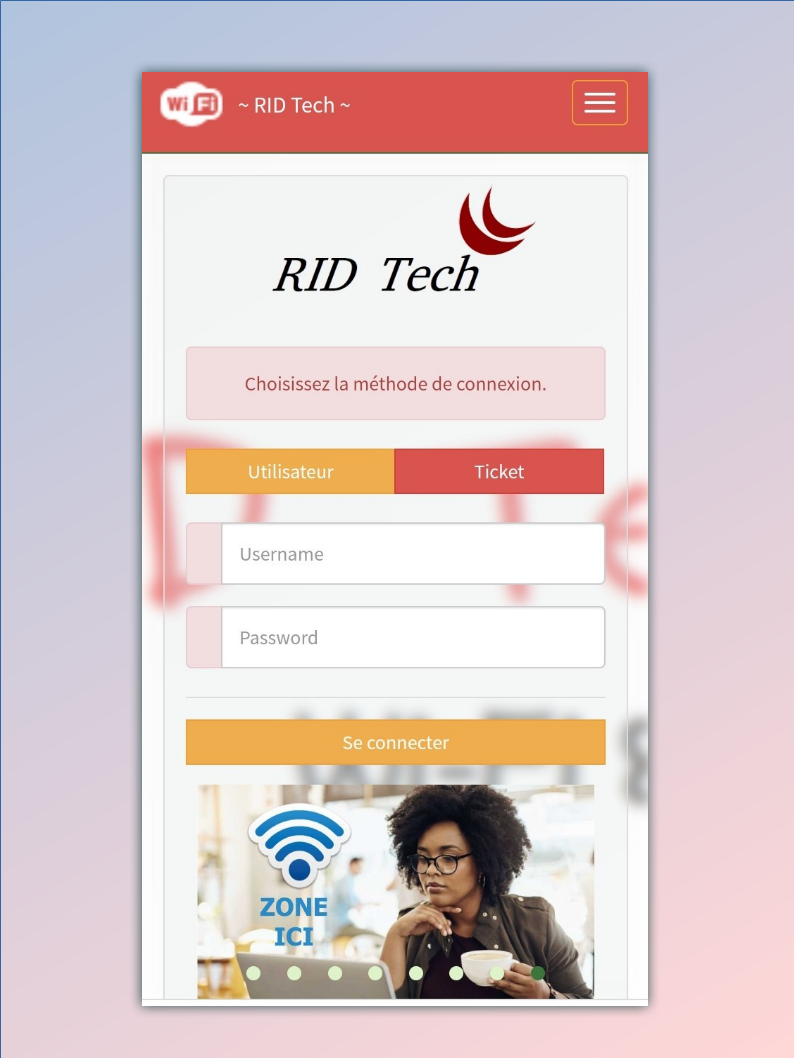 Wi Fi
~ RID Tech ~
RID Tech
Choisissez la méthode de connexion.
Utilisateur
Ticket
Username
Password
Se connecter
ZONE
ICI